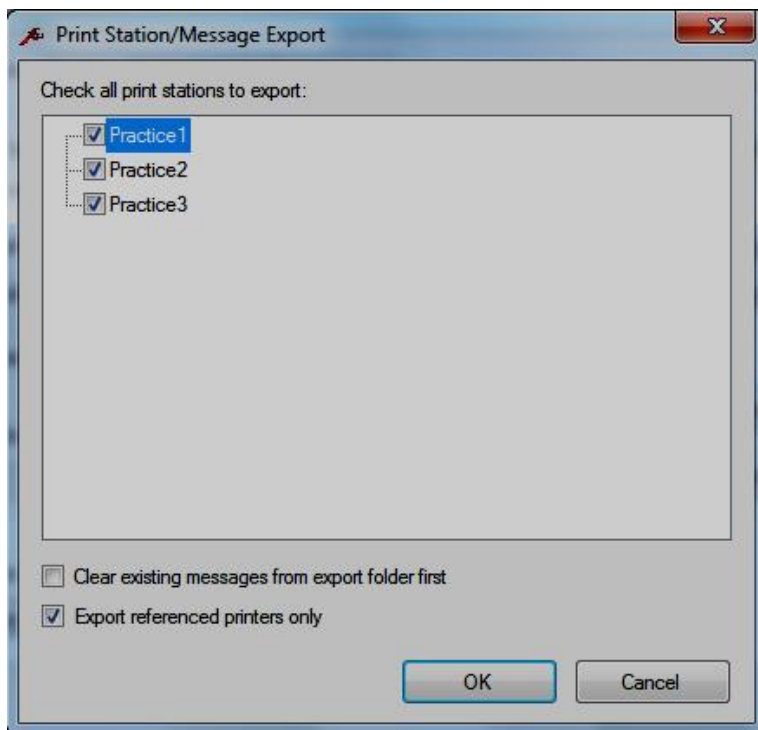 Print Station/Message Export
Check all print stations to export:
Practice1
Practice2
Practice3
Clear existing messages from export folder first
Export referenced printers only
OK
Cancel